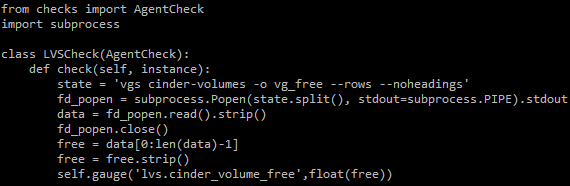 from checks import AgentCheck
import subprocess

class LVSCheck(AgentCheck):
    def check(self, instance):
        state = 'vgs cinder-volumes -o vg_free --rows --noheadings'
        fd_popen = subprocess.Popen(state.split(), stdout=subprocess.PIPE).stdout
        data = fd_popen.read().strip()
        fd_popen.close()
        free = data[0:len(data)-1]
        free = free.strip()
        self.gauge('lvs.cinder_volume_free',float(free))